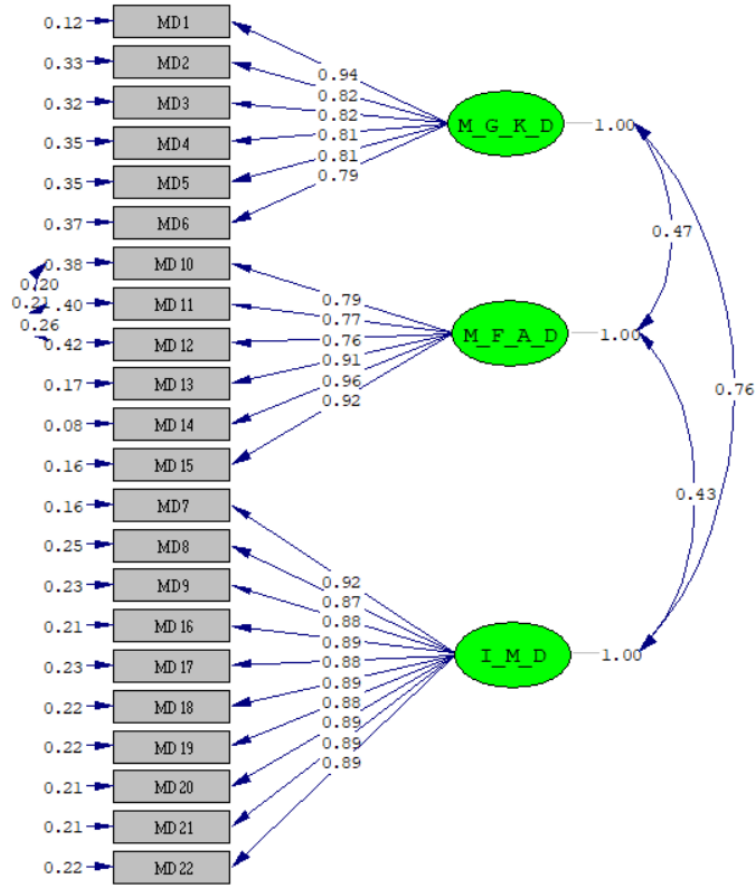 0.12 MD1
0.33 MD2
0.32 MD3
0.35 MD4
0.35 MD5
0.37 MD6
0.38 MD10
0.20
0.21 .40 MD11
0.26
0.42 MD12
0.17 MD13
0.08 MD14
0.16 MD15
0.16 MD7
0.25 MD8
0.23 MD9
0.21 MD16
0.23 MD17
0.22 MD18
0.22 MD19
0.21 MD20
0.21 MD21
0.22 MD22
0.94
0.82
0.82
0.81
0.81
0.79
M_G_K_D 1.00
0.79
0.77
0.76
0.91
0.96
0.92
M_F_A_D 1.00
0.92
0.87
0.88
0.89
0.88
0.89
0.88
0.89
0.89
0.89
I_M_D 1.00
0.47
0.76
0.43